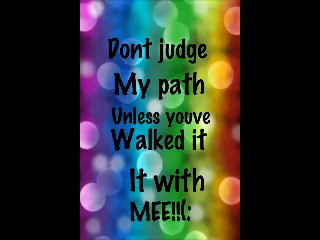 Dont judge
My path
Unless youve
Walked it
It with
MEE!!(: